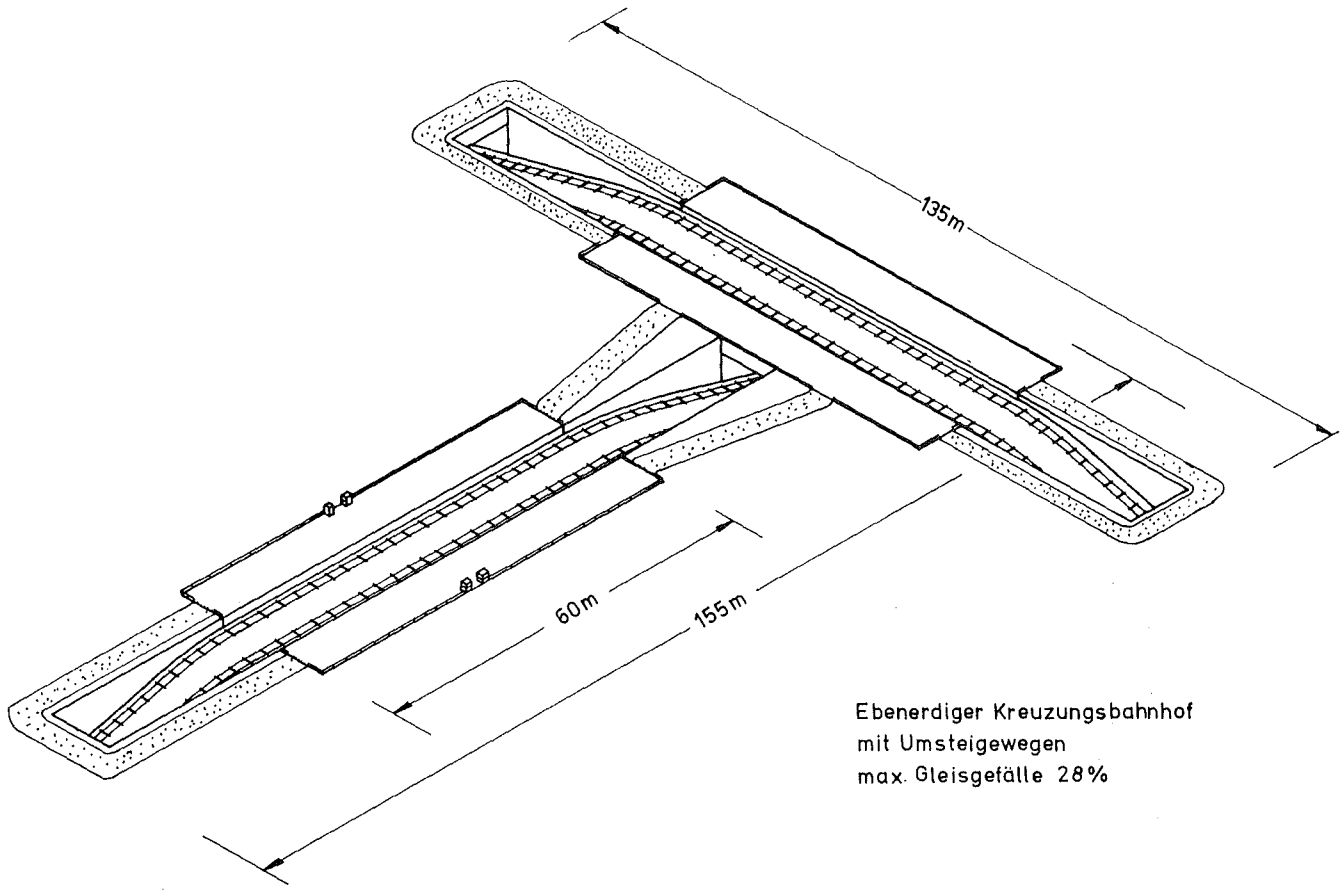 135m
60m
155m
Ebenerdiger Kreuzungsbahnhof
mit Umsteigewegen
max. Gleisgefälle 28%